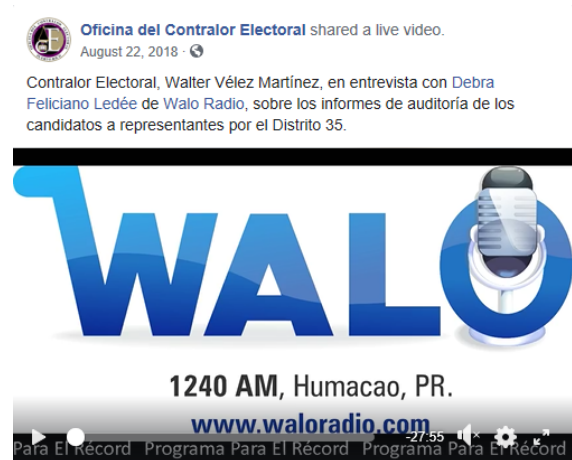 Oficina del Contralor Electoral shared a live video.
August 22, 2018 ·
Contralor Electoral, Walter Vélez Martínez, en entrevista con Debra
Feliciano Ledée de Walo Radio, sobre los informes de auditoría de los
candidatos a representantes por el Distrito 35.
WALO
1240 AM, Humacao, PR.
www.waloradio.com
-27:55
Para El Récord Programa Para El Récord Programa Para El Récord